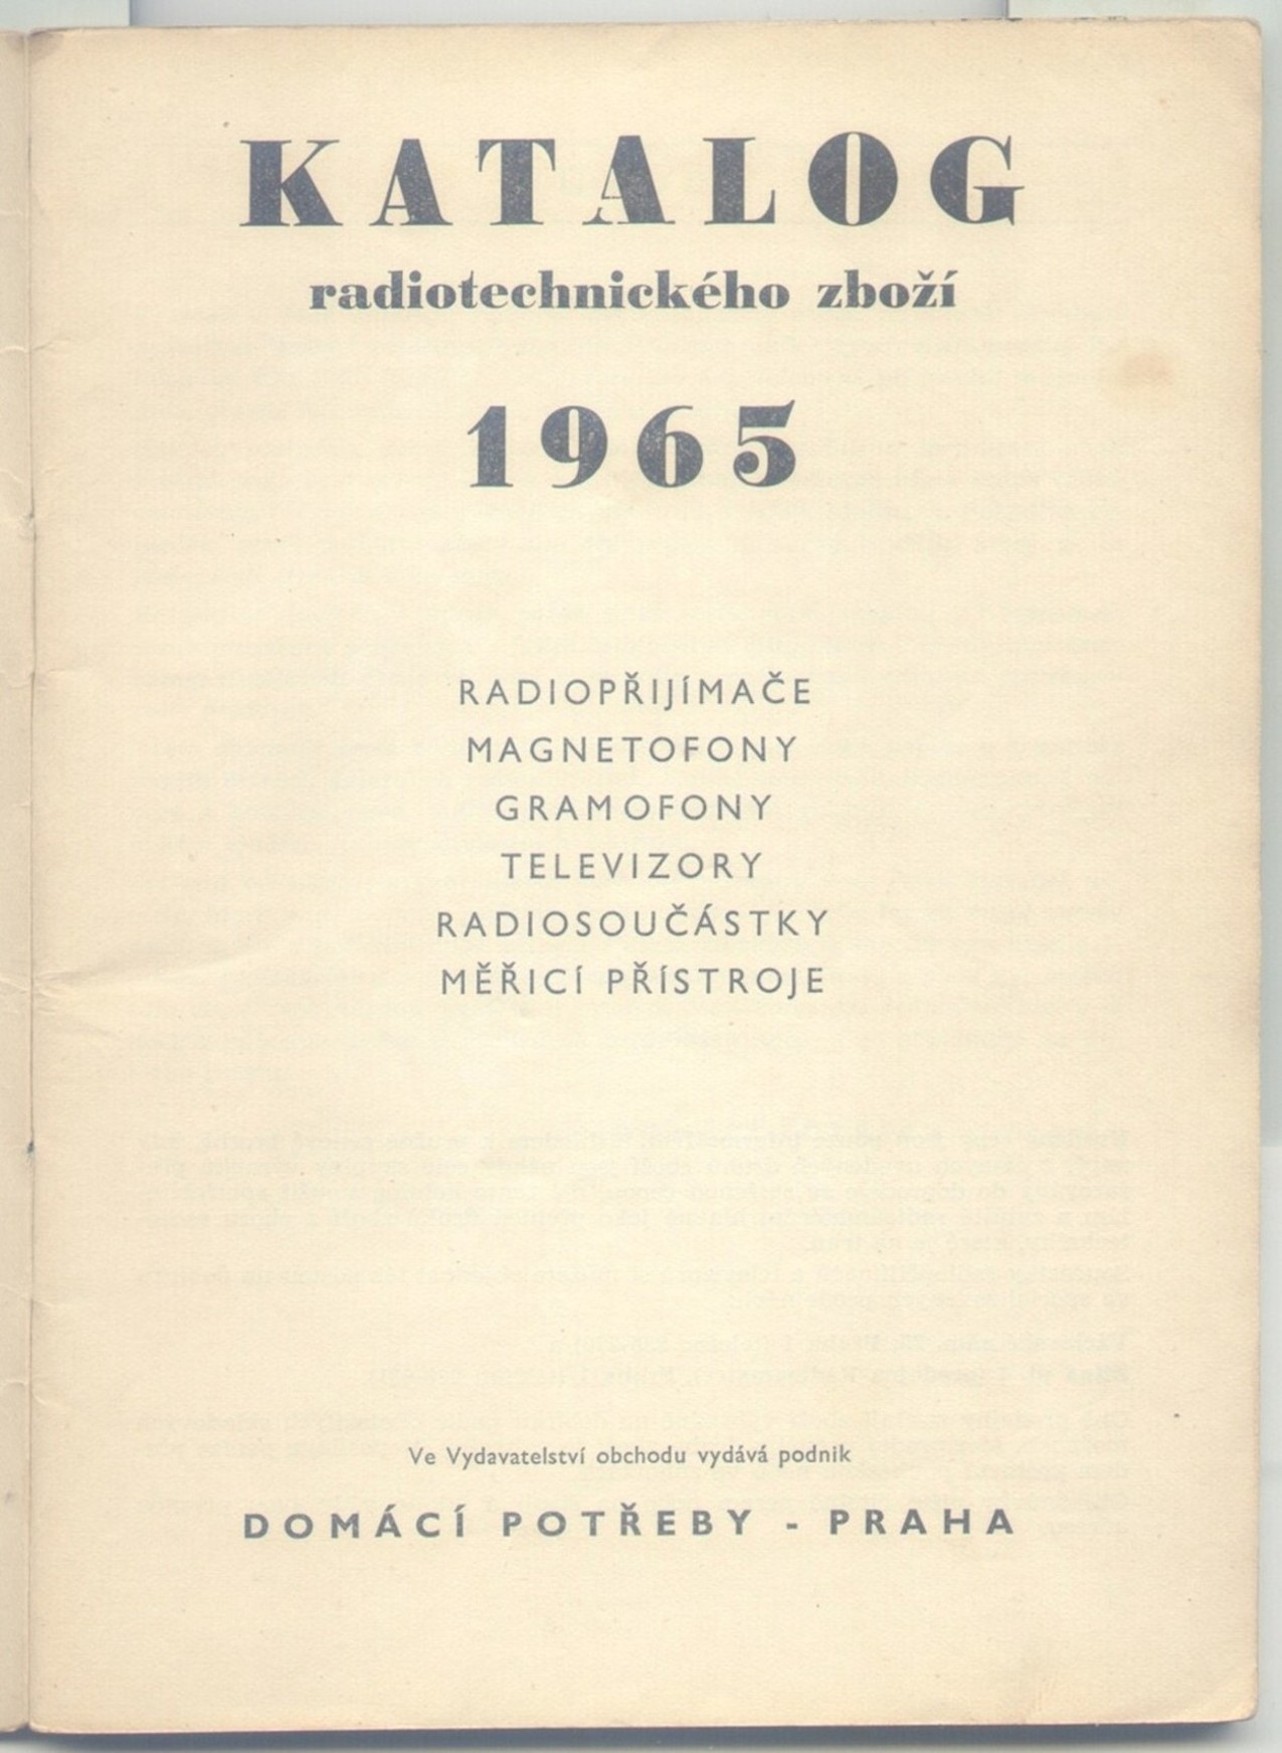 KATALOG
radiotechnického zboží
1965
RADIOPŘIJÍMAČE
MAGNETOFONY
GRAMOFONY
TELEVIZORY
RADIOSOUČÁSTKY
MĚŘICÍ PŘÍSTROJE
Ve Vydavatelství obchodu vydává podnik
DOMÁCÍ POTŘEBY - PRAHA